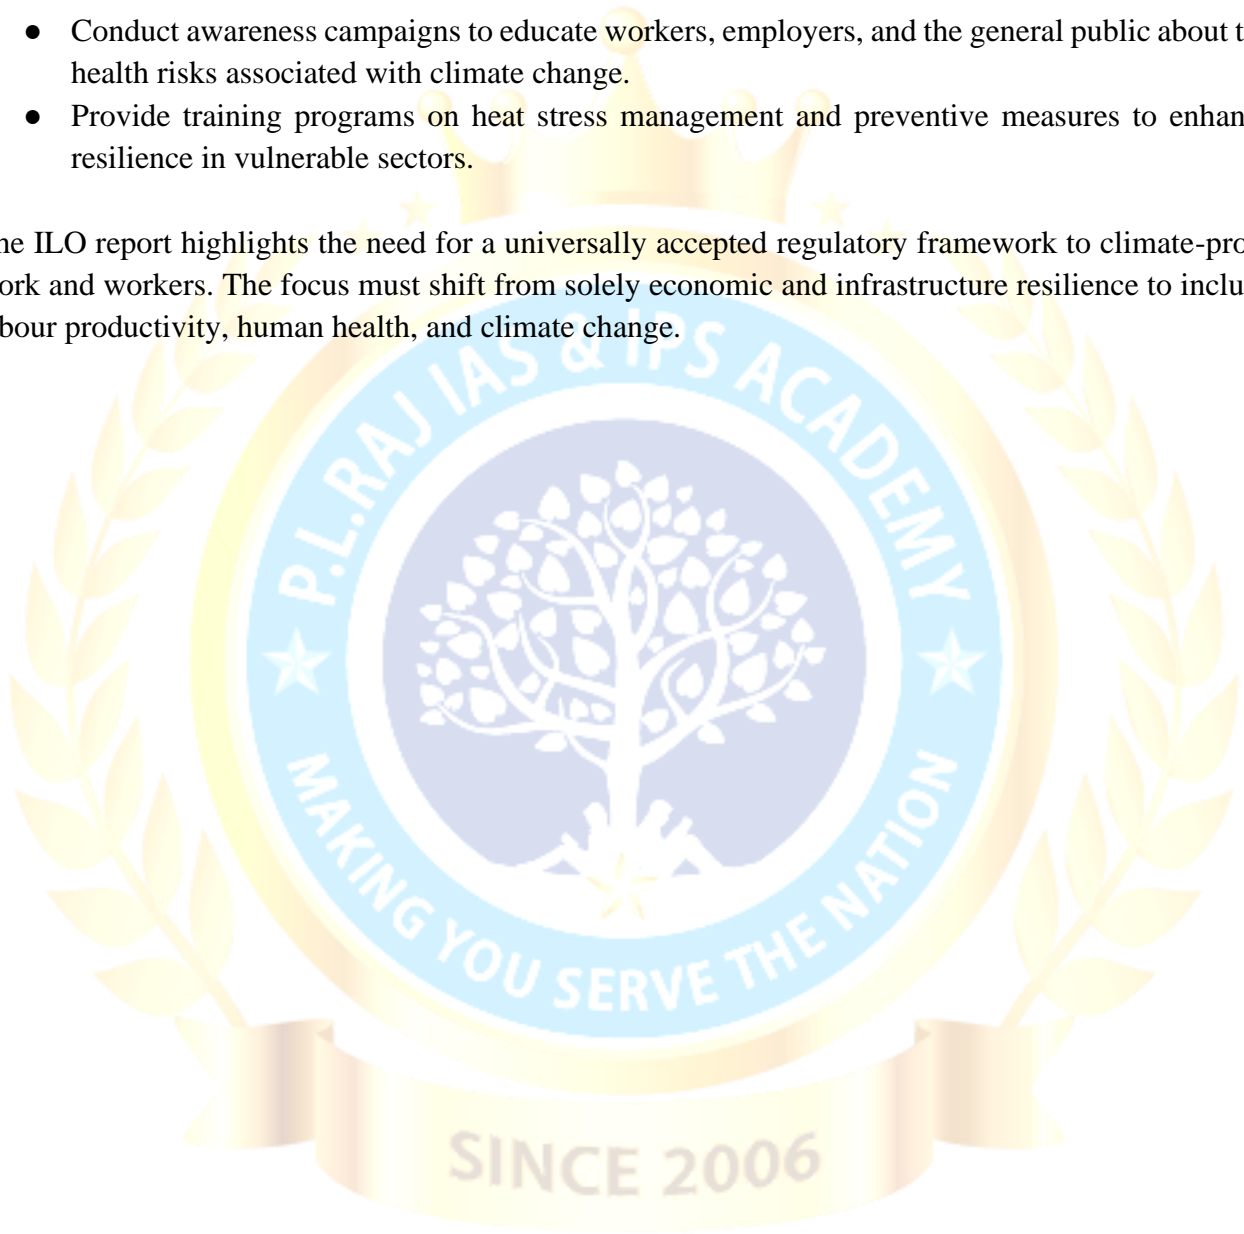 ● Conduct awareness campaigns to educate workers, employers, and the general public about t
health risks associated with climate change.
● Provide training programs on heat stress management and preventive measures to enhan
resilience in vulnerable sectors.
he ILO report highlights the need for a universally accepted regulatory framework to climate-pro
ork and workers. The focus must shift from solely economic and infrastructure resilience to inclu
bour productivity, human health, and climate change.
P.L.RAJ IAS & IPS ACADEMY
MAKING YOU SERVE THE NATION
SINCE 2006